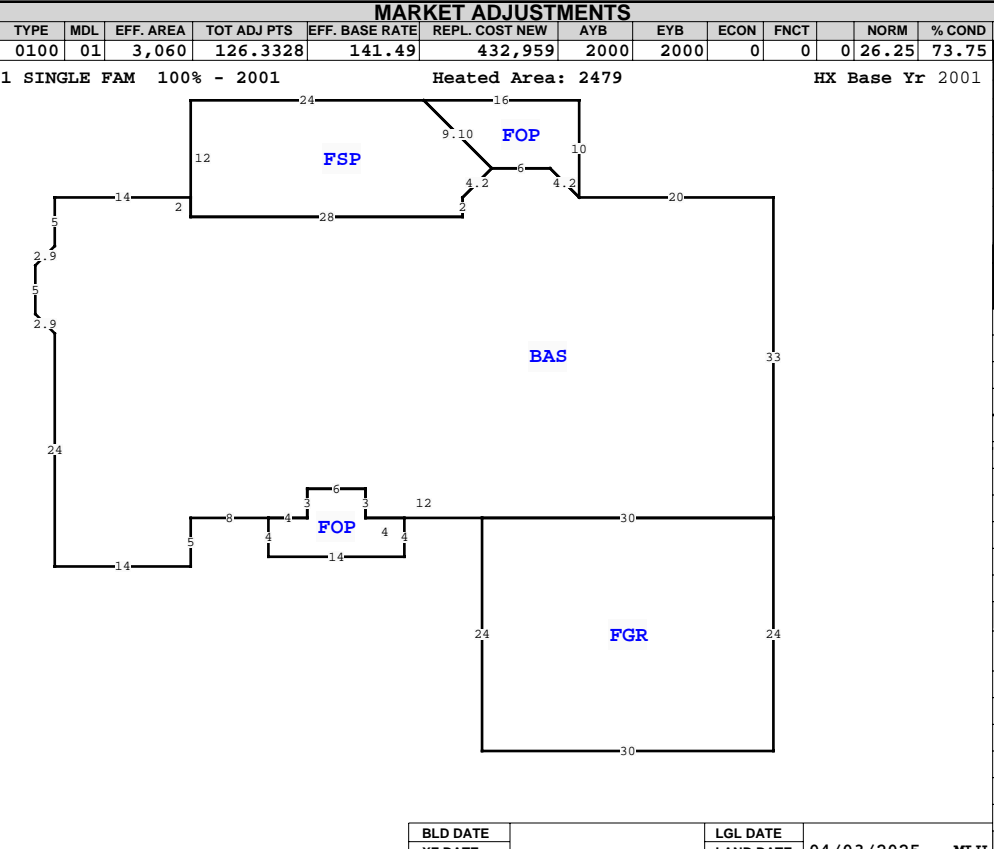 MARKET ADJUSTMENTS
TYPE MDL EFF. AREA TOT ADJ PTS EFF. BASE RATE REPL. COST NEW AYB EYB ECON FNCT NORM % COND
0100 01 3,060 126.3328 141.49 432,959 2000 2000 0 0 0 26.25 73.75
1 SINGLE FAM 100% - 2001 Heated Area: 2479 HX Base Yr 2001
24 16
9.10 FOP
12 FSP 10
6
4.2 4.2
14 20
2 2
28
5
2.9
5
2.9
BAS
33
24
6
3 3 12
8 4 30
FOP 4
5 4 4
14
14
24 FGR 24
30
BLD DATE LGL DATE